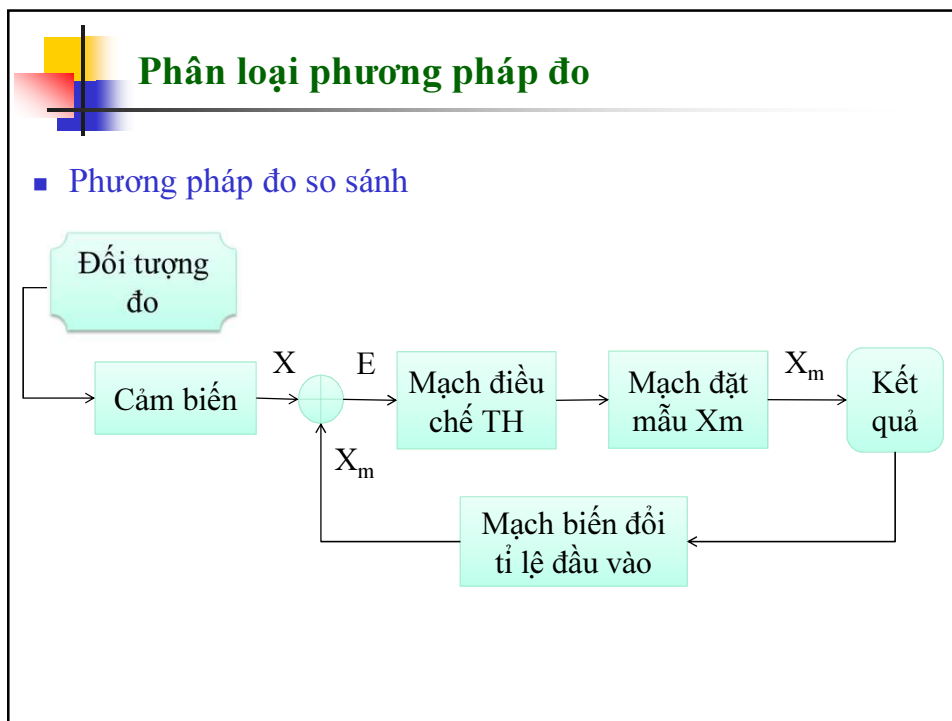 Phân loại phương pháp đo
Phương pháp đo so sánh
Đối tượng
đo
Cảm biến
X
E
Mạch điều
chế TH
Mạch đặt
mẫu Xm
Xₘ
Kết
quả
Xₘ
Mạch biến đổi
tỉ lệ đầu vào